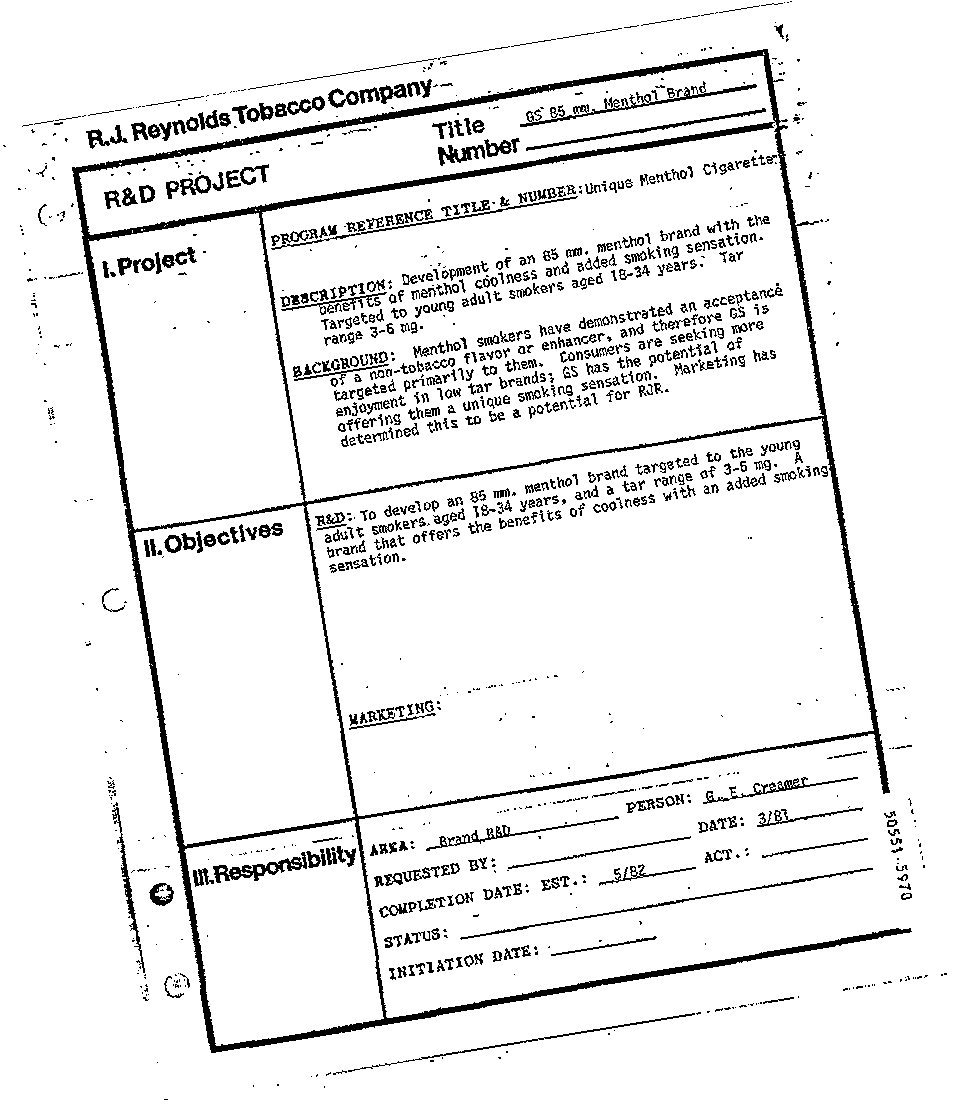 R.J. Reynolds Tobacco Company
R&D PROJECT
Title GS 85 mm. Menthol Brand
Number
I. Project
PROGRAM REFERENCE TITLE & NUMBER: Unique Menthol Cigarette
DESCRIPTION: Development of an 85 mm. menthol brand with the
benefits of menthol coolness and added smoking sensation.
Targeted to young adult smokers aged 18-34 years. Tar
range 3-6 mg.
BACKGROUND: Menthol smokers have demonstrated an acceptance
of a non-tobacco flavor or enhancer, and therefore GS is
targeted primarily to them. Consumers are seeking more
enjoyment in low tar brands; GS has the potential of
offering them a unique smoking sensation. Marketing has
determined this to be a potential for RJR.
II. Objectives
R&D: To develop an 85 mm. menthol brand targeted to the young
adult smokers aged 18-34 years, and a tar range of 3-6 mg. A
brand that offers the benefits of coolness with an added smoking
sensation.
MARKETING:
III. Responsibility
AREA: Brand R&D PERSON: G. E. Creamer
REQUESTED BY: DATE: 3/81
COMPLETION DATE: EST.: 5/82 ACT.:
STATUS:
INITIATION DATE:
50551 5970